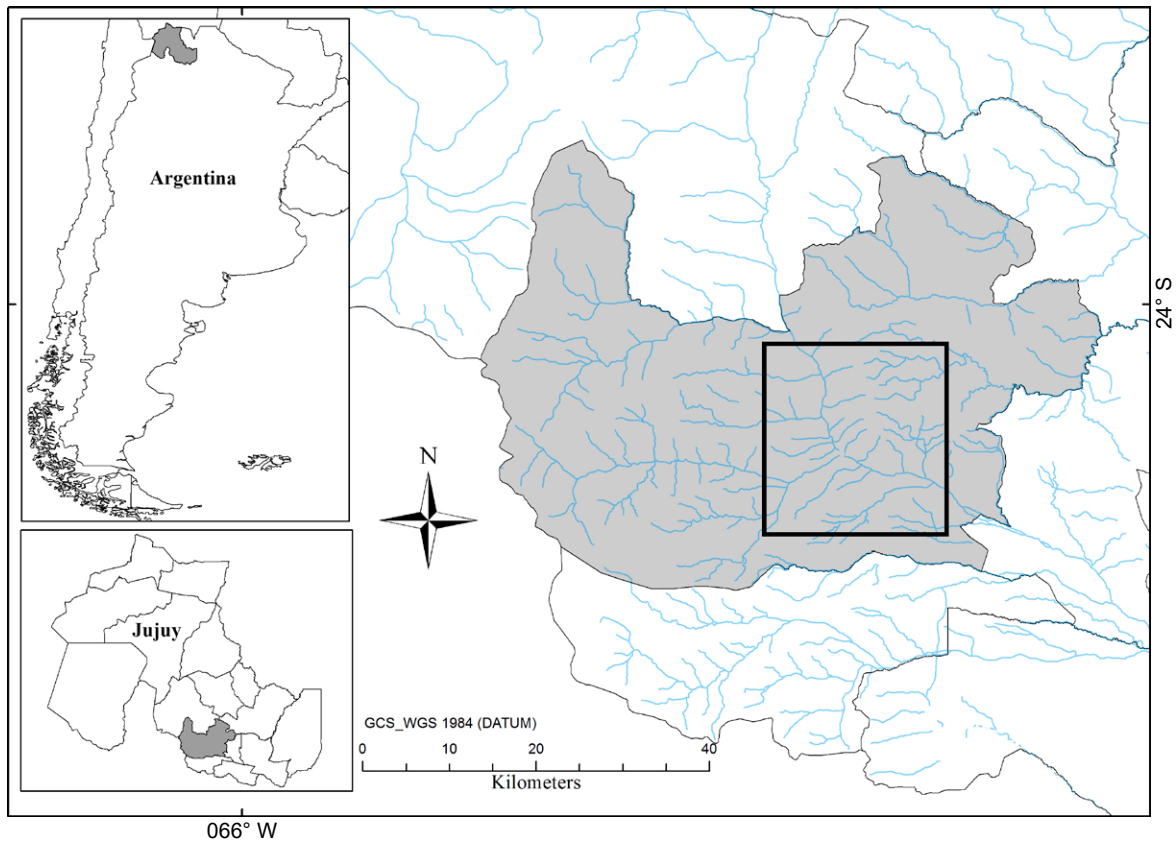 Argentina
24° S
N
Jujuy
GCS_WGS 1984 (DATUM)
0 10 20 40
Kilometers
066° W